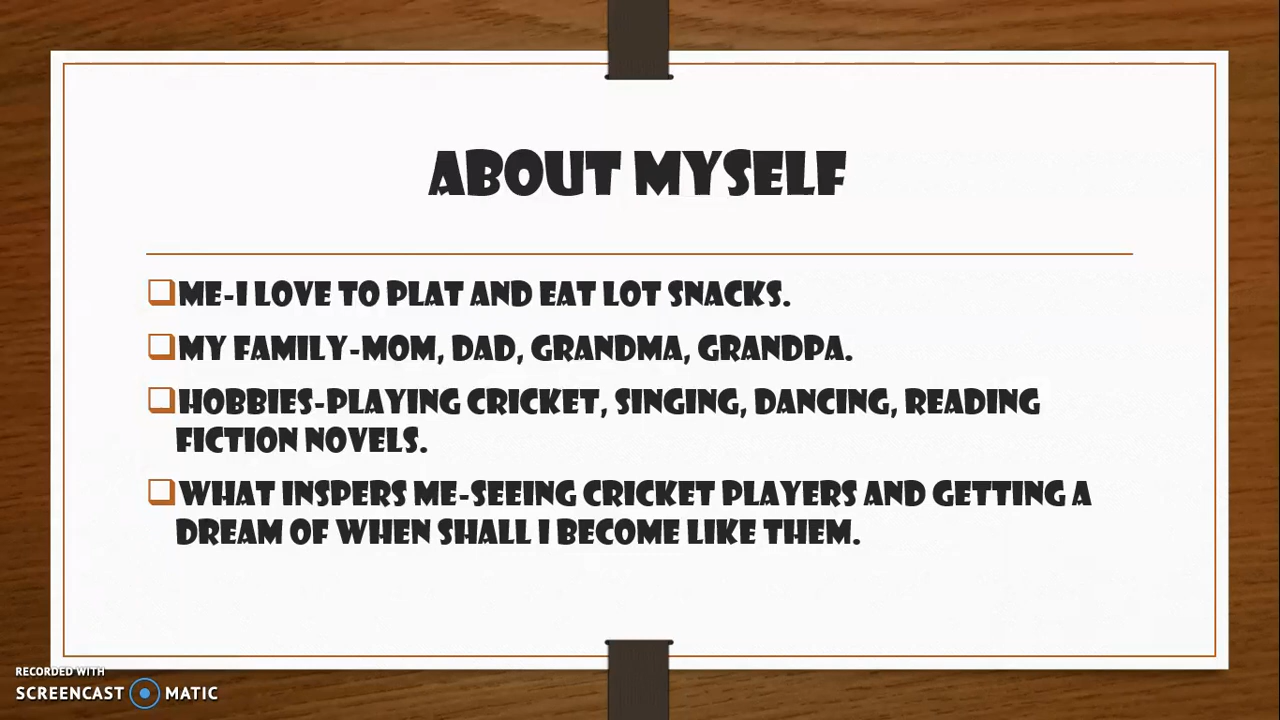 ABOUT MYSELF
ME-I LOVE TO PLAT AND EAT LOT SNACKS.
MY FAMILY-MOM, DAD, GRANDMA, GRANDPA.
HOBBIES-PLAYING CRICKET, SINGING, DANCING, READING
FICTION NOVELS.
WHAT INSPERS ME-SEEING CRICKET PLAYERS AND GETTING A
DREAM OF WHEN SHALL I BECOME LIKE THEM.
RECORDED WITH
SCREENCAST MATIC